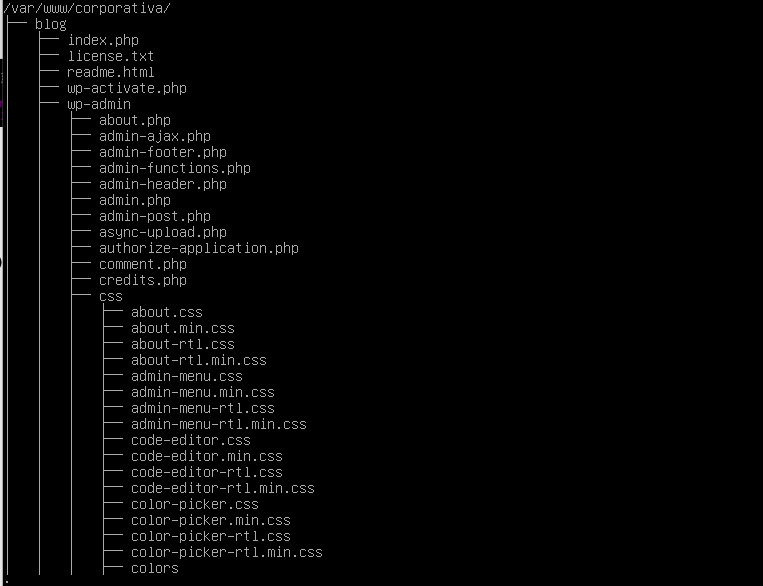 /var/www/corporativa/
├── blog
│   ├── index.php
│   ├── license.txt
│   ├── readme.html
│   ├── wp-activate.php
│   ├── wp-admin
│   │   ├── about.php
│   │   ├── admin-ajax.php
│   │   ├── admin-footer.php
│   │   ├── admin-functions.php
│   │   ├── admin-header.php
│   │   ├── admin.php
│   │   ├── admin-post.php
│   │   ├── async-upload.php
│   │   ├── authorize-application.php
│   │   ├── comment.php
│   │   ├── credits.php
│   │   ├── css
│   │   │   ├── about.css
│   │   │   ├── about.min.css
│   │   │   ├── about-rtl.css
│   │   │   ├── about-rtl.min.css
│   │   │   ├── admin-menu.css
│   │   │   ├── admin-menu.min.css
│   │   │   ├── admin-menu-rtl.css
│   │   │   ├── admin-menu-rtl.min.css
│   │   │   ├── code-editor.css
│   │   │   ├── code-editor.min.css
│   │   │   ├── code-editor-rtl.css
│   │   │   ├── code-editor-rtl.min.css
│   │   │   ├── color-picker.css
│   │   │   ├── color-picker.min.css
│   │   │   ├── color-picker-rtl.css
│   │   │   ├── color-picker-rtl.min.css
│   │   │   ├── colors